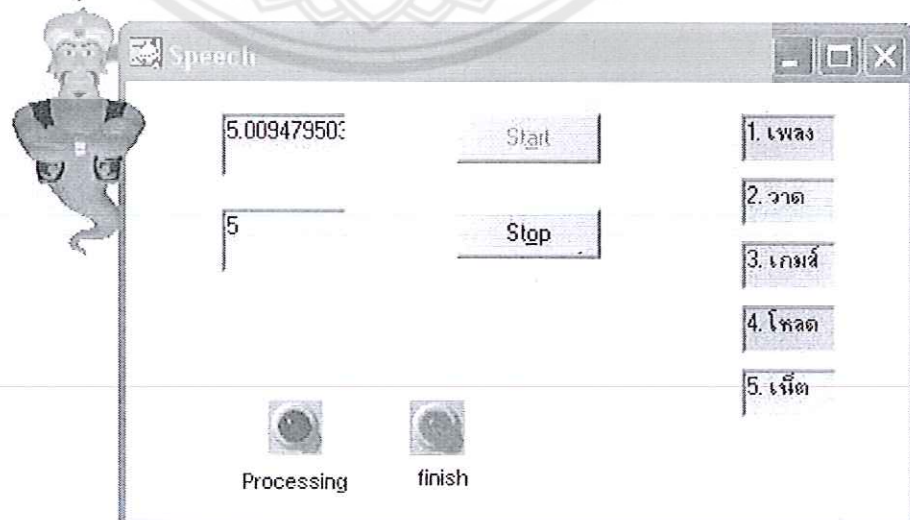 Speech
5.009479503
Start
1. เพลง
2. วาด
5
Stop
3. เกมส์
4. โหลด
5. เน็ต
Processing
finish